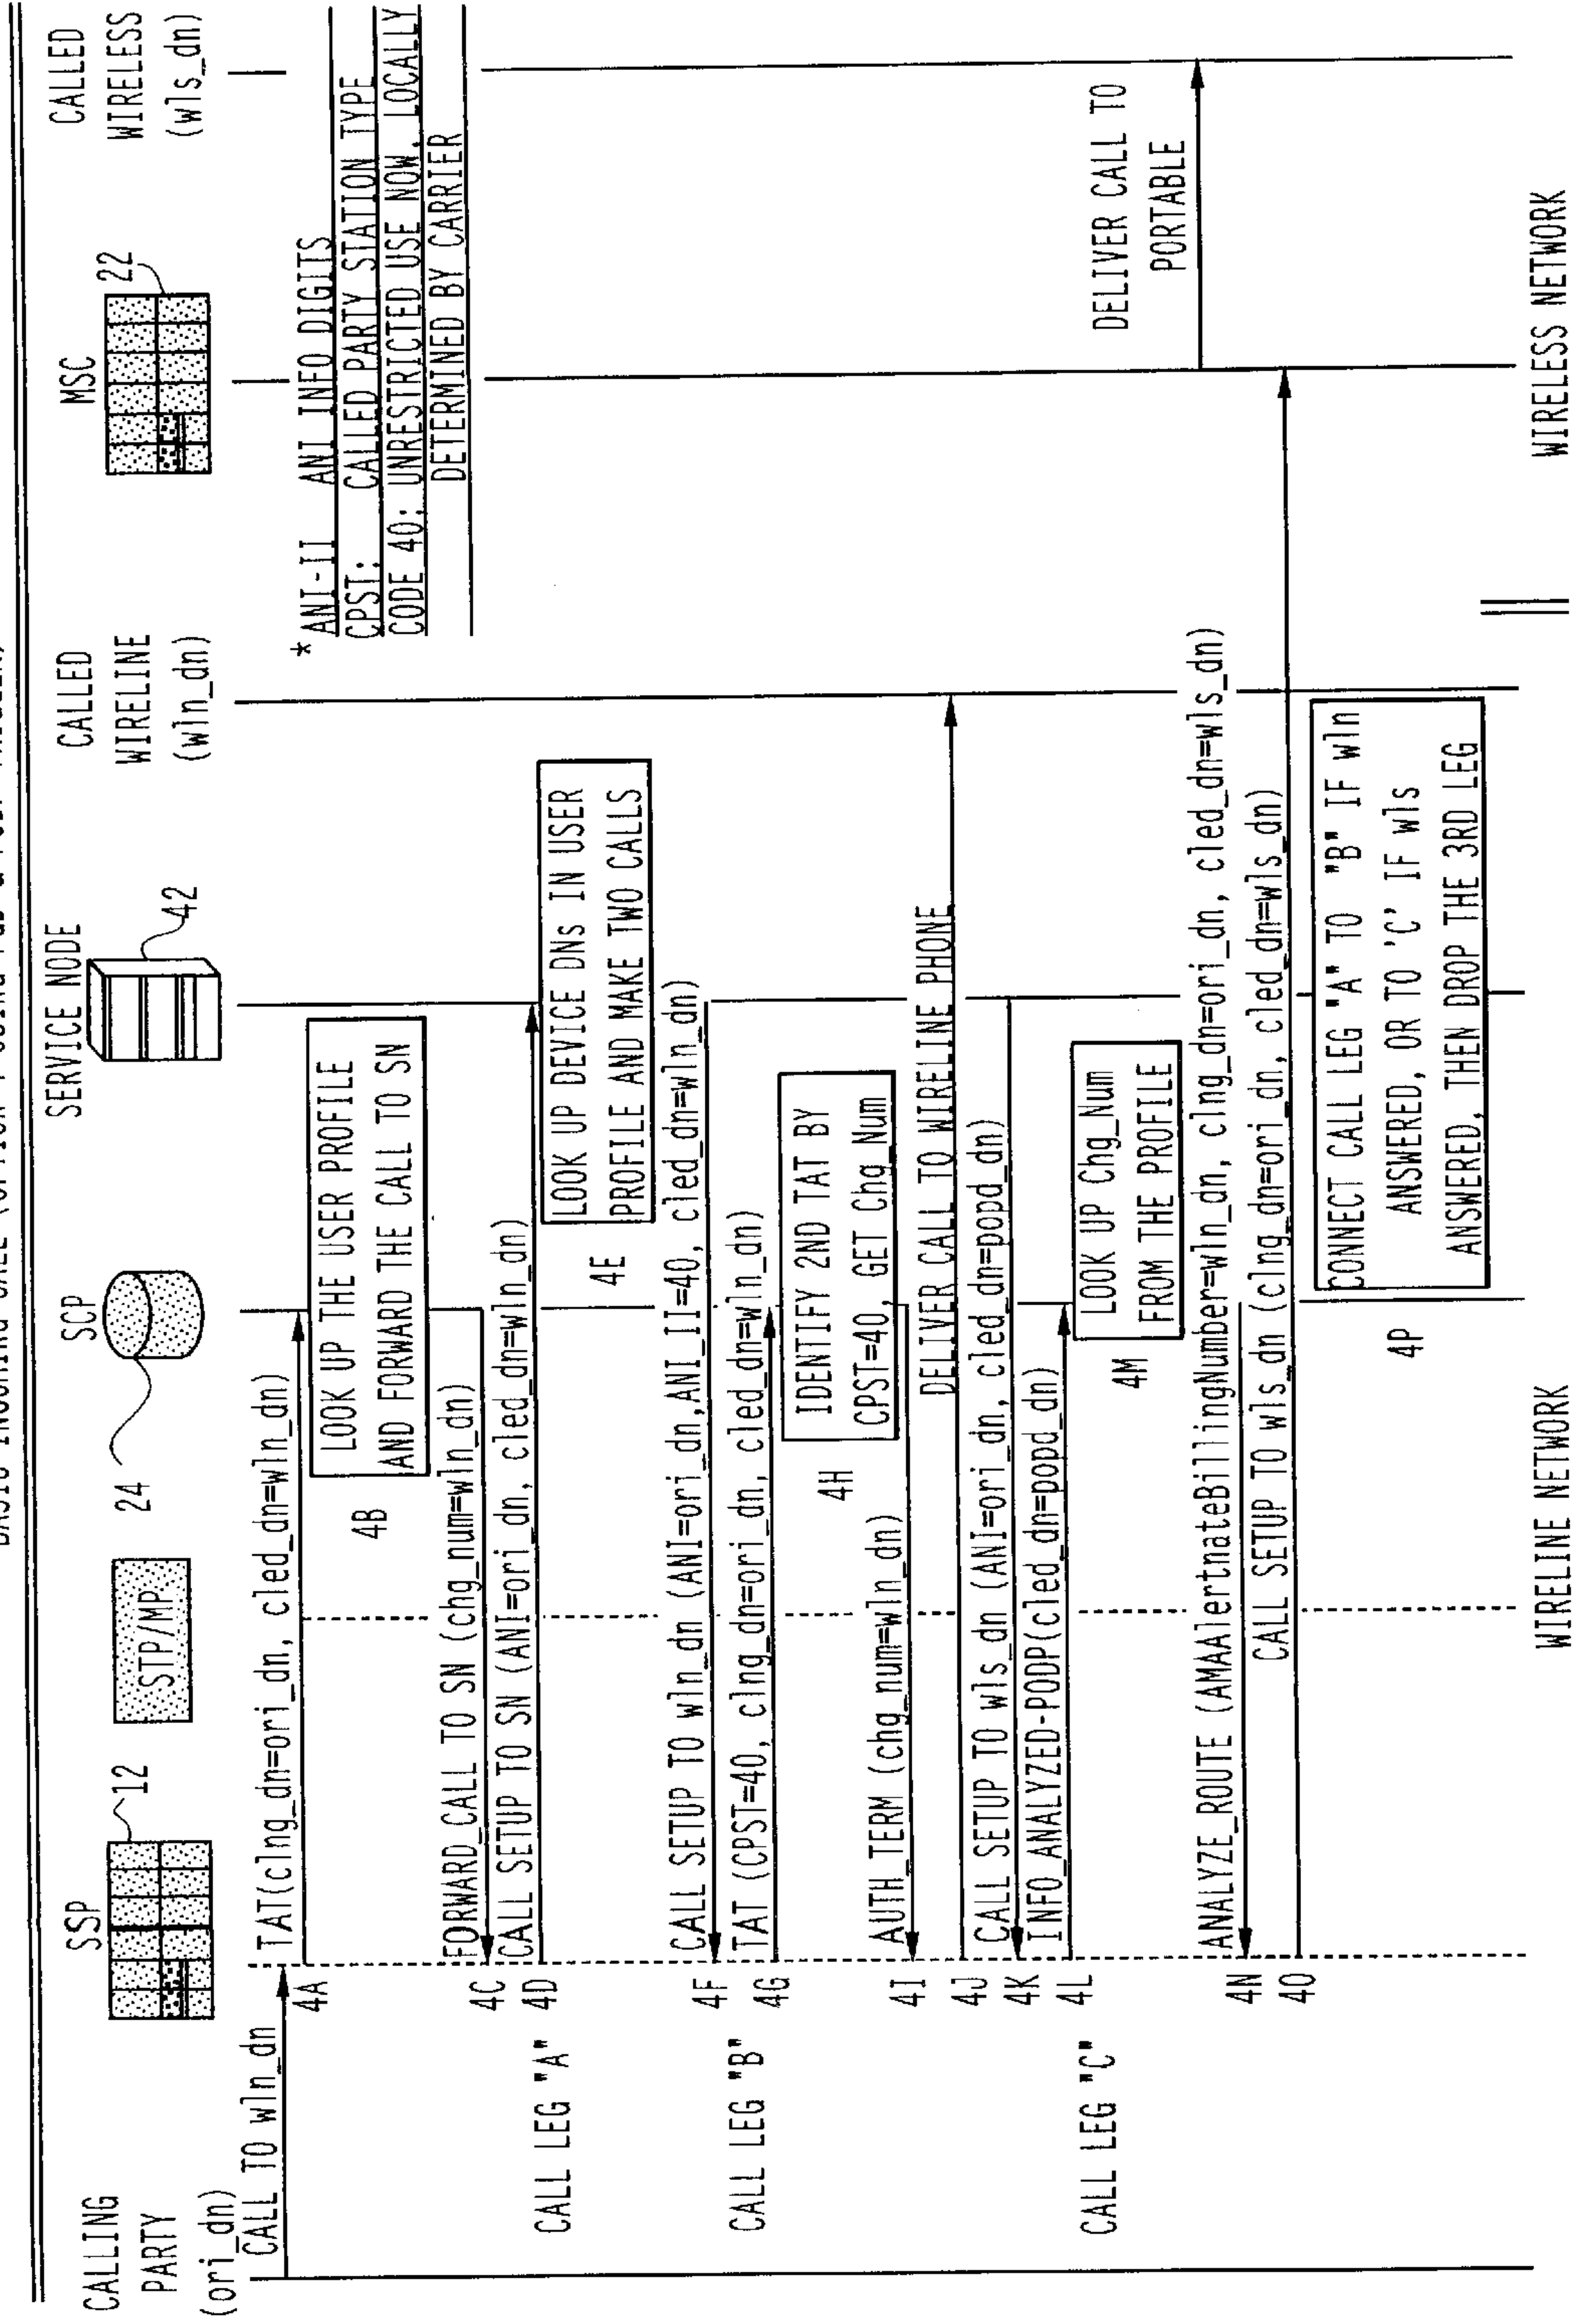 CALLING
PARTY
(ori_dn)
SSP
12
STP/MP
SCP
24
SERVICE NODE
42
CALLED
WIRELINE
(wln_dn)
MSC
22
CALLED
WIRELESS
(wls_dn)
CALL TO wln_dn
TAT(clng_dn=ori_dn, cled_dn=wln_dn)
4A
* ANI-II ANI INFO DIGITS
CPST: CALLED PARTY STATION TYPE
CODE 40: UNRESTRICTED USE NOW, LOCALLY
DETERMINED BY CARRIER
LOOK UP THE USER PROFILE
AND FORWARD THE CALL TO SN
4B
FORWARD_CALL TO SN (chg_num=wln_dn)
4C
CALL SETUP TO SN (ANI=ori_dn, cled_dn=wln_dn)
4D
CALL LEG "A"
LOOK UP DEVICE DNs IN USER
PROFILE AND MAKE TWO CALLS
4E
CALL SETUP TO wln_dn (ANI=ori_dn,ANI_II=40, cled_dn=wln_dn)
4F
CALL LEG "B"
TAT (CPST=40, clng_dn=ori_dn, cled_dn=wln_dn)
4G
IDENTIFY 2ND TAT BY
CPST=40, GET Chg_Num
4H
AUTH_TERM (chg_num=wln_dn)
4I
DELIVER CALL TO WIRELINE PHONE
4J
CALL SETUP TO wls_dn (ANI=ori_dn, cled_dn=popd_dn)
4K
INFO_ANALYZED-PODP(cled_dn=popd_dn)
4L
CALL LEG "C"
LOOK UP Chg_Num
FROM THE PROFILE
4M
DELIVER CALL TO
PORTABLE
ANALYZE_ROUTE (AMAlertnateBillingNumber=wln_dn, clng_dn=ori_dn, cled_dn=wls_dn)
4N
CALL SETUP TO wls_dn (clng_dn=ori_dn, cled_dn=wls_dn)
4O
CONNECT CALL LEG "A" TO "B" IF wln
ANSWERED, OR TO 'C' IF wls
ANSWERED, THEN DROP THE 3RD LEG
4P
WIRELINE NETWORK
WIRELESS NETWORK